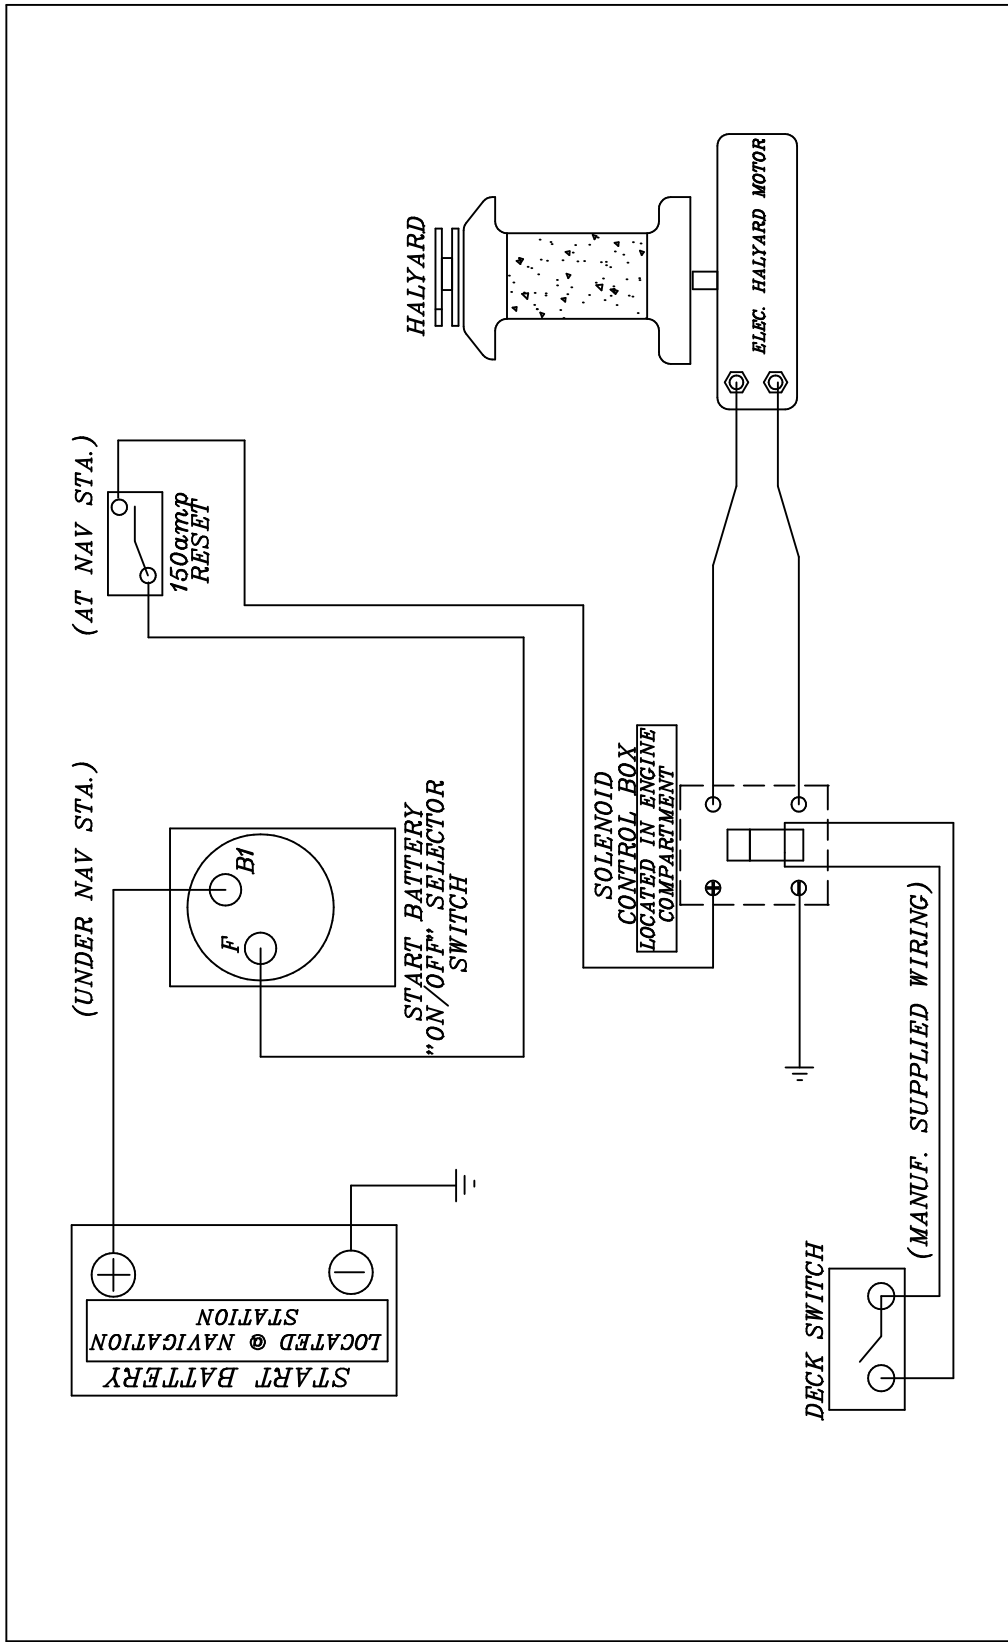 START BATTERY
LOCATED @ NAVIGATION
STATION
(UNDER NAV STA.)
B1
F
START BATTERY
"ON/OFF" SELECTOR
SWITCH
(AT NAV STA.)
150amp
RESET
HALYARD
ELEC. HALYARD MOTOR
SOLENOID
CONTROL BOX
LOCATED IN ENGINE
COMPARTMENT
(MANUF. SUPPLIED WIRING)
DECK SWITCH